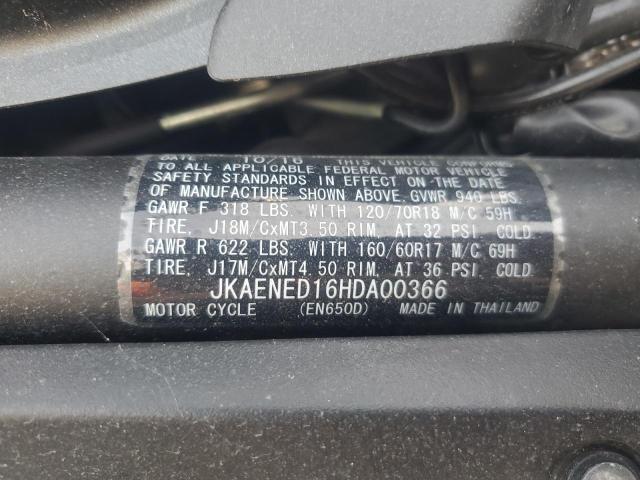 DATE 10/16 THIS VEHICLE CONFORMS
TO ALL APPLICABLE FEDERAL MOTOR VEHICLE
SAFETY STANDARDS IN EFFECT ON THE DATE
OF MANUFACTURE SHOWN ABOVE. GVWR 940 LBS.
GAWR F 318 LBS. WITH 120/70R18 M/C 59H
TIRE, J18M/CxMT3.50 RIM, AT 32 PSI COLD
GAWR R 622 LBS. WITH 160/60R17 M/C 69H
TIRE, J17M/CxMT4.50 RIM, AT 36 PSI COLD
JKAENED16HDA00366
MOTOR CYCLE (EN650D) MADE IN THAILAND